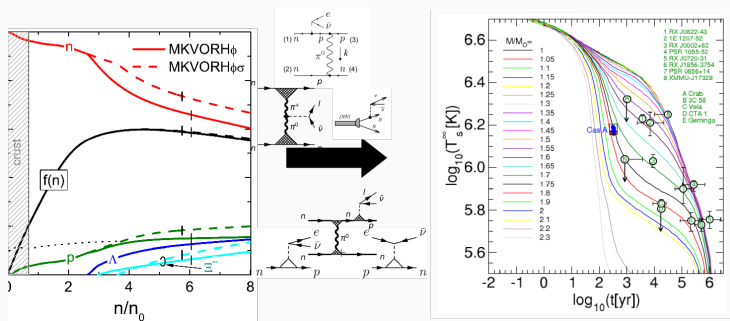 n
MKVORHϕ
MKVORHϕσ
crust
f(n)
p
Λ
Ξ⁻
0 2 4 6 8
n/n₀
e
ν̄
(1) n p p (3)
π⁰
k
(2) n n (4)
n p
π⁺
π⁰
l
ν̄
n n
l
ν̄
n n p
π⁰
e
ν̄
n p
n n
e ν̄
n p
6.6
6.4
6.2
6.0
5.8
5.6
log₁₀(Tₛ^∞[K])
M/M⊙=
1
1.05
1.1
1.15
1.2
1.25
1.3
1.35
1.4
1.45
1.5
1.55
1.6
1.65
1.7
1.75
1.8
1.85
1.9
2
2.1
2.2
2.3
Cas A
1 RX J0822-43
2 1E 1207-52
3 RX J0002+62
4 PSR 1055-52
5 RX J0720-31
6 RX J1856-3754
7 PSR 0656+14
8 XMMU-J17328
A Crab
B 3C 58
C Vela
D CTA 1
E Geminga
-2 -1 0 1 2 3 4 5 6 7
log₁₀(t[yr])